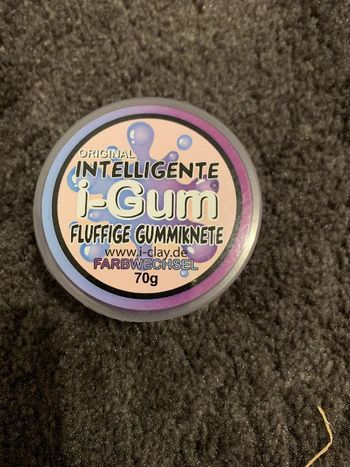 ORIGINAL
INTELLIGENTE
i-Gum
FLUFFIGE GUMMIKNETE
www.i-clay.de
FARBWECHSEL
70g